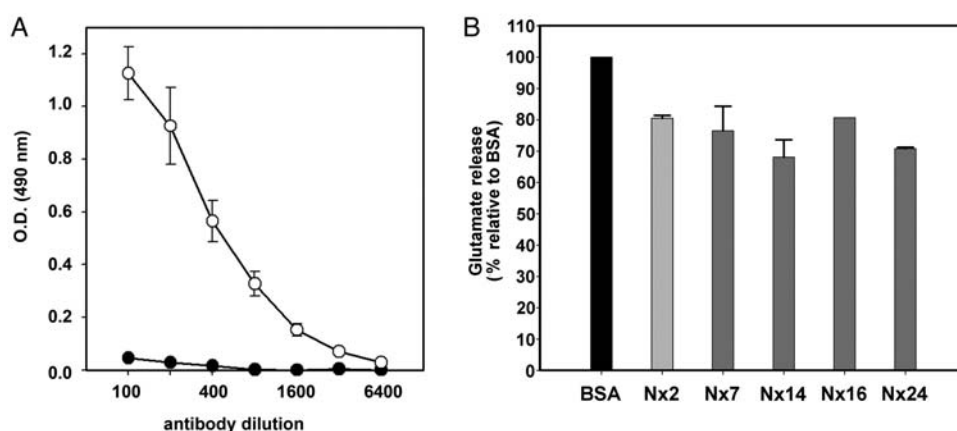 A
1.2
1.0
0.8
0.6
0.4
0.2
0.0
O.D. (490 nm)
100
400
1600
6400
antibody dilution
B
110
100
90
80
70
60
50
40
30
20
10
0
Glutamate release
(% relative to BSA)
BSA
Nx2
Nx7
Nx14
Nx16
Nx24